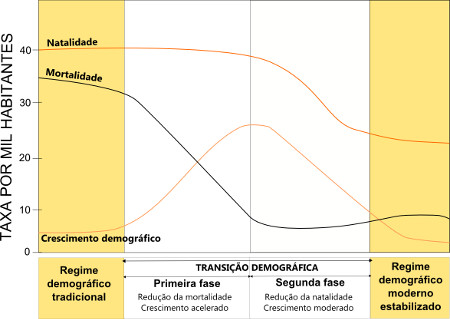 TAXA POR MIL HABITANTES
40
30
20
10
0
Natalidade
Mortalidade
Crescimento demográfico
Regime
demográfico
tradicional
TRANSIÇÃO DEMOGRÁFICA
Primeira fase
Redução da mortalidade
Crescimento acelerado
Segunda fase
Redução da natalidade
Crescimento moderado
Regime
demográfico
moderno
estabilizado